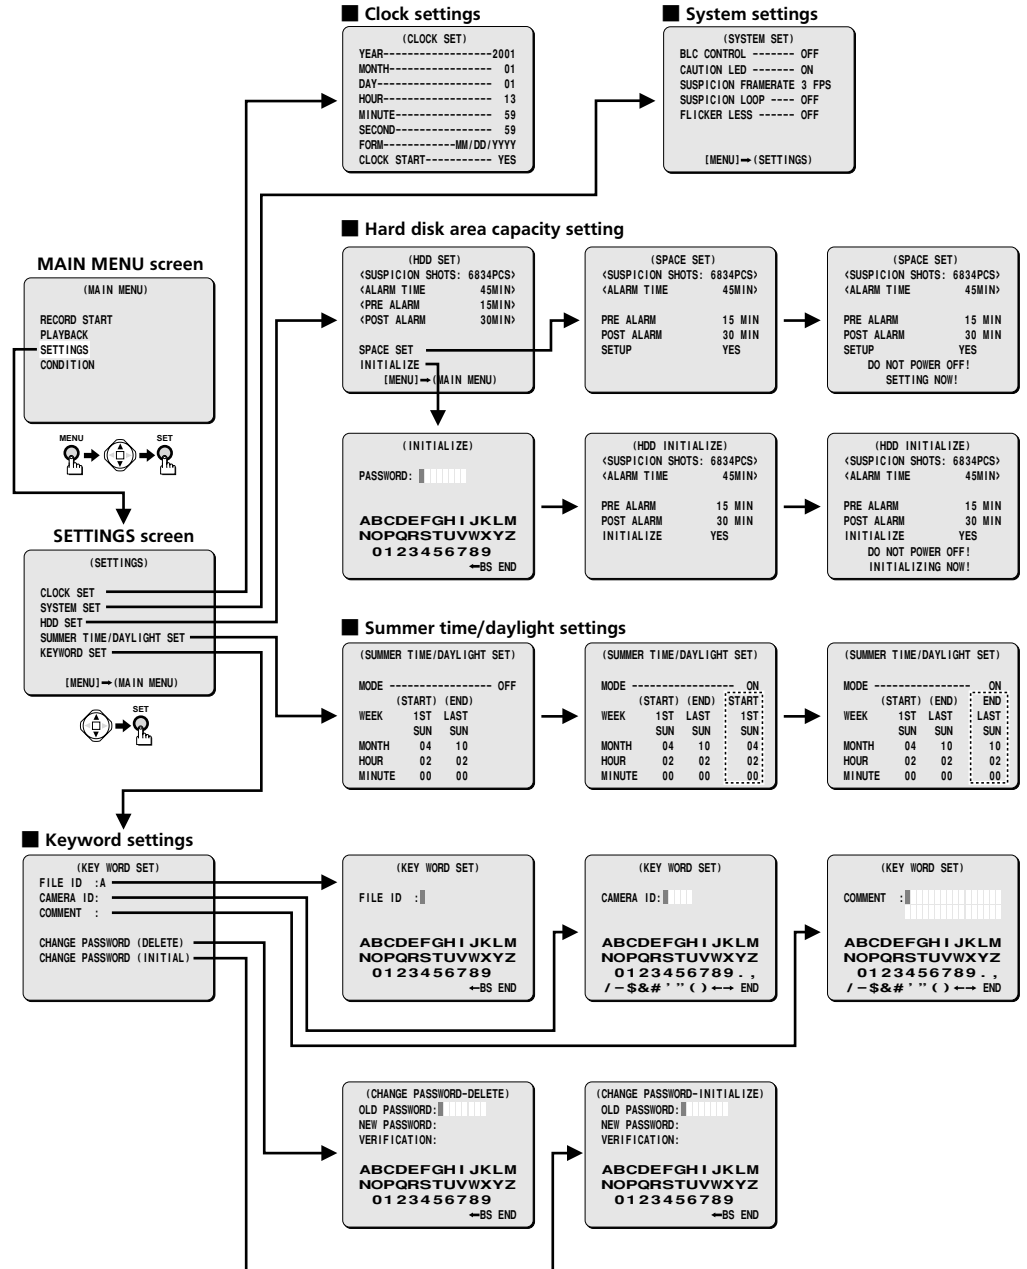 ■ Clock settings
(CLOCK SET)
YEAR-------------------2001
MONTH------------------ 01
DAY-------------------- 01
HOUR------------------- 13
MINUTE----------------- 59
SECOND----------------- 59
FORM------------MM/DD/YYYY
CLOCK START----------- YES
■ System settings
(SYSTEM SET)
BLC CONTROL ------- OFF
CAUTION LED ------- ON
SUSPICION FRAMERATE 3 FPS
SUSPICION LOOP ---- OFF
FLICKER LESS ------ OFF
[MENU]→(SETTINGS)
■ Hard disk area capacity setting
(HDD SET)
<SUSPICION SHOTS: 6834PCS>
<ALARM TIME 45MIN>
<PRE ALARM 15MIN>
<POST ALARM 30MIN>
SPACE SET
INITIALIZE
[MENU]→(MAIN MENU)
(SPACE SET)
<SUSPICION SHOTS: 6834PCS>
<ALARM TIME 45MIN>
PRE ALARM 15 MIN
POST ALARM 30 MIN
SETUP YES
(SPACE SET)
<SUSPICION SHOTS: 6834PCS>
<ALARM TIME 45MIN>
PRE ALARM 15 MIN
POST ALARM 30 MIN
SETUP YES
DO NOT POWER OFF!
SETTING NOW!
MAIN MENU screen
(MAIN MENU)
RECORD START
PLAYBACK
SETTINGS
CONDITION
MENU SET
(INITIALIZE)
PASSWORD:
ABCDEFGHIJKLM
NOPQRSTUVWXYZ
0123456789
←BS END
(HDD INITIALIZE)
<SUSPICION SHOTS: 6834PCS>
<ALARM TIME 45MIN>
PRE ALARM 15 MIN
POST ALARM 30 MIN
INITIALIZE YES
(HDD INITIALIZE)
<SUSPICION SHOTS: 6834PCS>
<ALARM TIME 45MIN>
PRE ALARM 15 MIN
POST ALARM 30 MIN
INITIALIZE YES
DO NOT POWER OFF!
INITIALIZING NOW!
SETTINGS screen
(SETTINGS)
CLOCK SET
SYSTEM SET
HDD SET
SUMMER TIME/DAYLIGHT SET
KEYWORD SET
[MENU]→(MAIN MENU)
SET
■ Summer time/daylight settings
(SUMMER TIME/DAYLIGHT SET)
MODE ----------------- OFF
(START) (END)
WEEK 1ST LAST
SUN SUN
MONTH 04 10
HOUR 02 02
MINUTE 00 00
(SUMMER TIME/DAYLIGHT SET)
MODE ----------------- ON
(START) (END) START
WEEK 1ST LAST 1ST
SUN SUN SUN
MONTH 04 10 04
HOUR 02 02 02
MINUTE 00 00 00
(SUMMER TIME/DAYLIGHT SET)
MODE ----------------- ON
(START) (END) END
WEEK 1ST LAST LAST
SUN SUN SUN
MONTH 04 10 10
HOUR 02 02 02
MINUTE 00 00 00
■ Keyword settings
(KEY WORD SET)
FILE ID :A
CAMERA ID:
COMMENT :
CHANGE PASSWORD (DELETE)
CHANGE PASSWORD (INITIAL)
(KEY WORD SET)
FILE ID :
ABCDEFGHIJKLM
NOPQRSTUVWXYZ
0123456789
←BS END
(KEY WORD SET)
CAMERA ID:
ABCDEFGHIJKLM
NOPQRSTUVWXYZ
0123456789.,
/–$&#'"()←→ END
(KEY WORD SET)
COMMENT :
ABCDEFGHIJKLM
NOPQRSTUVWXYZ
0123456789.,
/–$&#'"()←→ END
(CHANGE PASSWORD-DELETE)
OLD PASSWORD:
NEW PASSWORD:
VERIFICATION:
ABCDEFGHIJKLM
NOPQRSTUVWXYZ
0123456789
←BS END
(CHANGE PASSWORD-INITIALIZE)
OLD PASSWORD:
NEW PASSWORD:
VERIFICATION:
ABCDEFGHIJKLM
NOPQRSTUVWXYZ
0123456789
←BS END